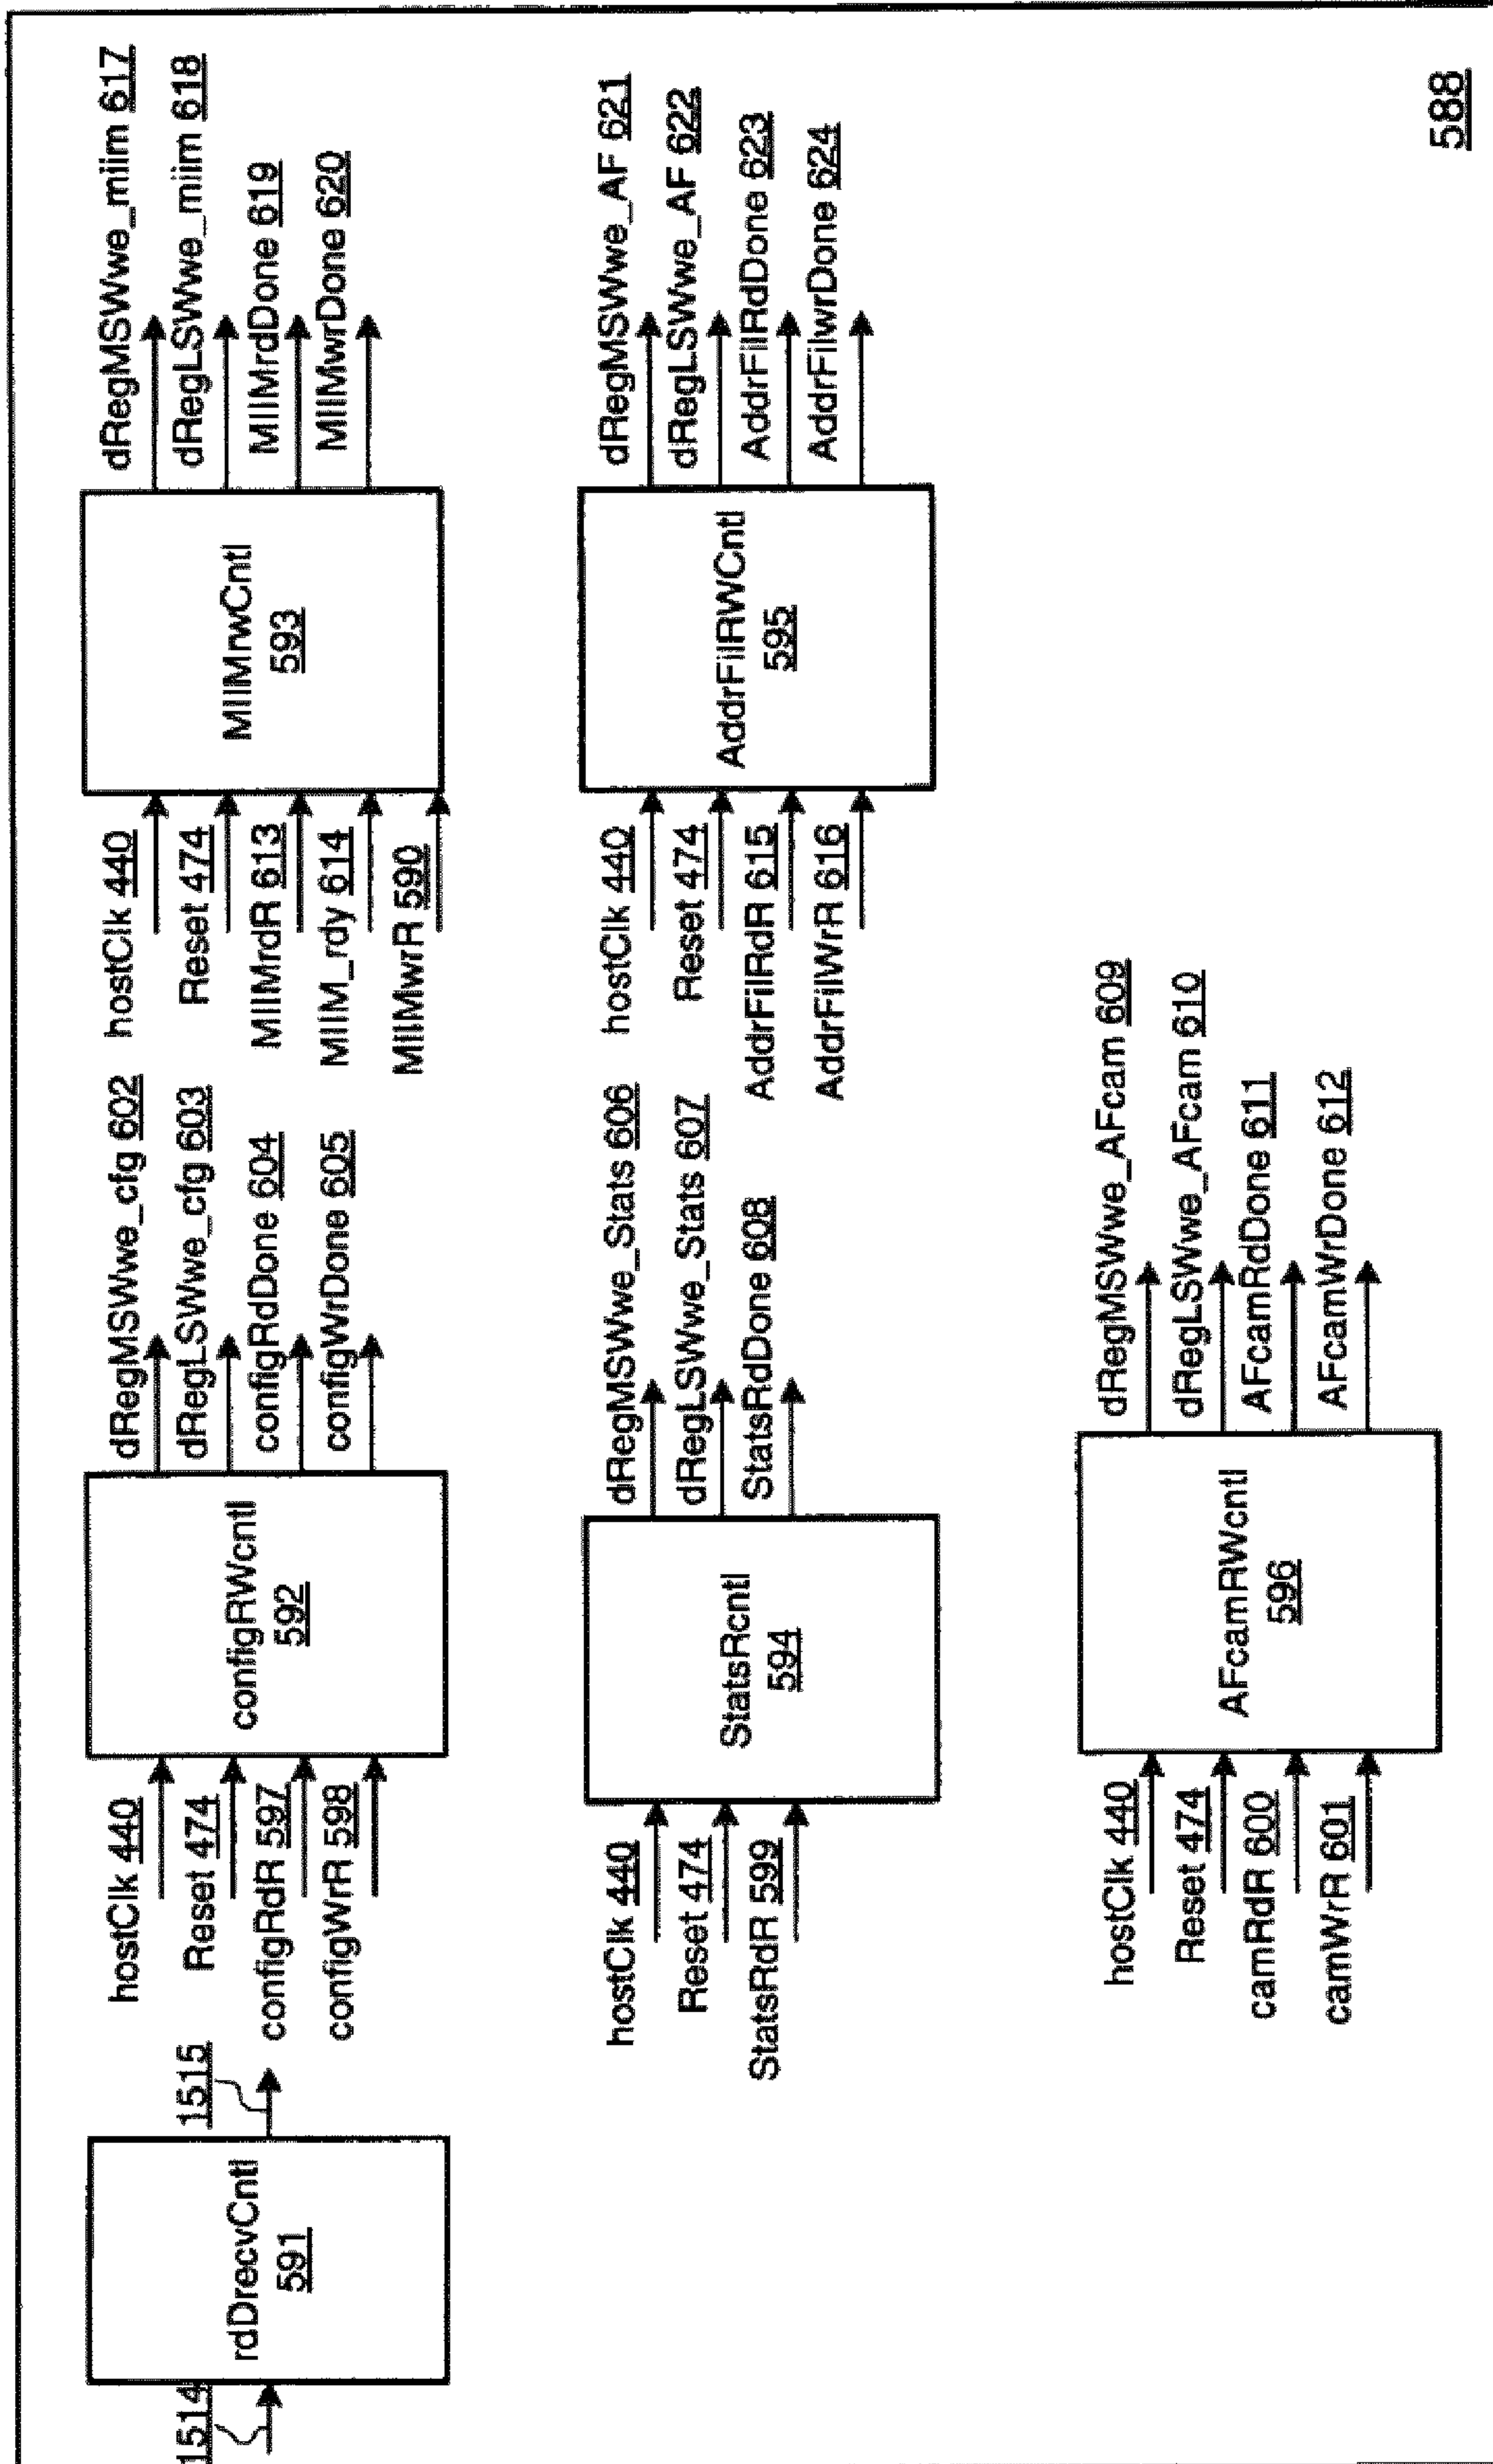 1514
rdDrecvCntl
591
1515
hostClk 440
Reset 474
configRdR 597
configWrR 598
configRWcntl
592
dRegMSWwe_cfg 602
dRegLSWwe_cfg 603
configRdDone 604
configWrDone 605
hostClk 440
Reset 474
MIIMrdR 613
MIIM_rdy 614
MIIMwrR 590
MIIMrwCntl
593
dRegMSWwe_miim 617
dRegLSWwe_miim 618
MIIMrdDone 619
MIIMwrDone 620
hostClk 440
Reset 474
StatsRdR 599
StatsRcntl
594
dRegMSWwe_Stats 606
dRegLSWwe_Stats 607
StatsRdDone 608
hostClk 440
Reset 474
AddrFilRdR 615
AddrFilWrR 616
AddrFilRWCntl
595
dRegMSWwe_AF 621
dRegLSWwe_AF 622
AddrFilRdDone 623
AddrFilwrDone 624
hostClk 440
Reset 474
camRdR 600
camWrR 601
AFcamRWcntl
596
dRegMSWwe_AFcam 609
dRegLSWwe_AFcam 610
AFcamRdDone 611
AFcamWrDone 612
588